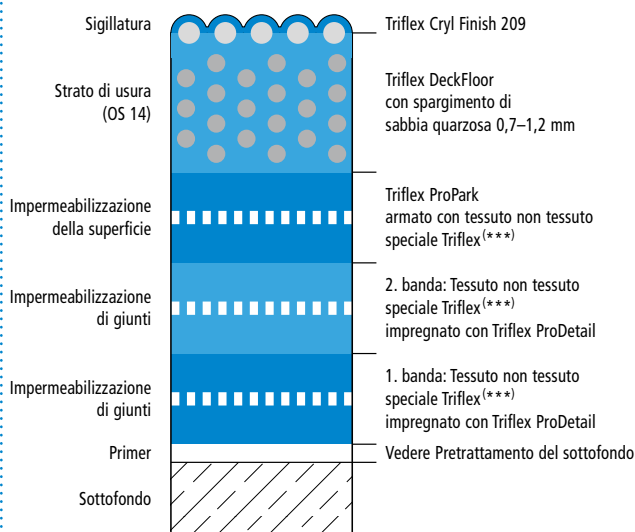 Sigillatura
Triflex Cryl Finish 209
Strato di usura
(OS 14)
Triflex DeckFloor
con spargimento di
sabbia quarzosa 0,7–1,2 mm
Impermeabilizzazione
della superficie
Triflex ProPark
armato con tessuto non tessuto
speciale Triflex(***)
Impermeabilizzazione
di giunti
2. banda: Tessuto non tessuto
speciale Triflex(***)
impregnato con Triflex ProDetail
Impermeabilizzazione
di giunti
1. banda: Tessuto non tessuto
speciale Triflex(***)
impregnato con Triflex ProDetail
Primer
Vedere Pretrattamento del sottofondo
Sottofondo